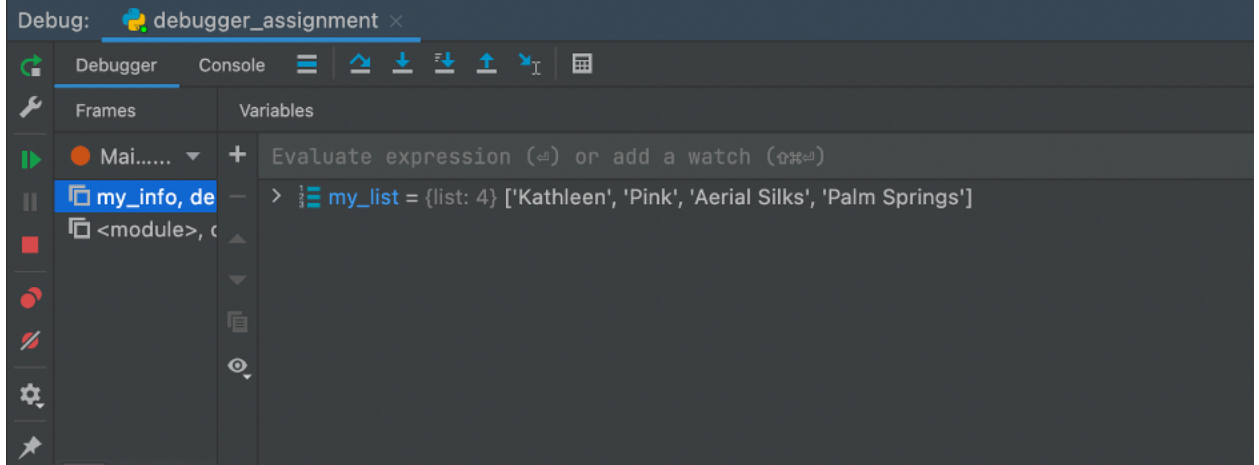 Debug: debugger_assignment
Debugger Console
Frames Variables
Mai...... Evaluate expression (⏎) or add a watch (⇧⌘⏎)
my_info, de
my_list = {list: 4} ['Kathleen', 'Pink', 'Aerial Silks', 'Palm Springs']
<module>, c